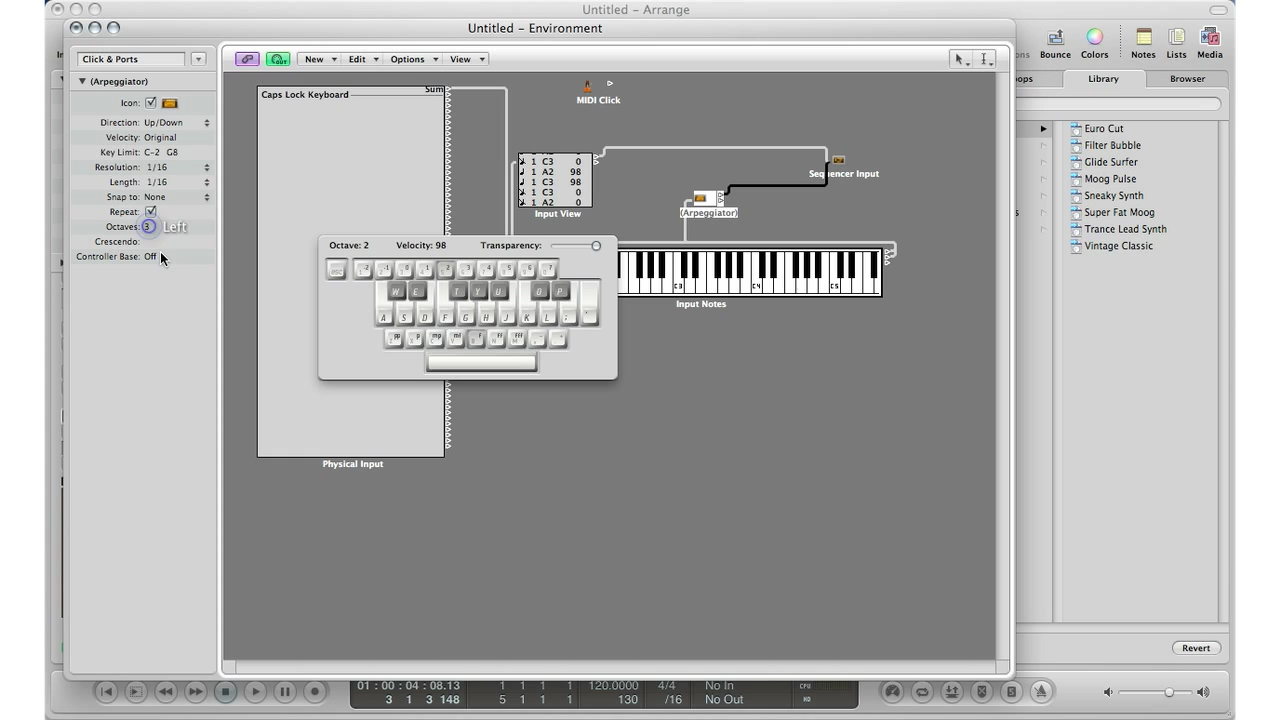 Untitled – Arrange
Untitled – Environment
Click & Ports
New
Edit
Options
View
Bounce
Colors
Notes
Lists
Media
Library
Browser
(Arpeggiator)
Icon:
Direction: Up/Down
Velocity: Original
Key Limit: C-2 G8
Resolution: 1/16
Length: 1/16
Snap to: None
Repeat:
Octaves: 3 Left
Crescendo:
Controller Base: Off
Caps Lock Keyboard
Sum
MIDI Click
1 C3 0
1 A2 98
1 C3 98
1 C3 0
1 A2 0
Input View
Sequencer Input
(Arpeggiator)
C3
C4
C5
Input Notes
Physical Input
Octave: 2 Velocity: 98 Transparency:
W E T Y U O P
A S D F G H J K L ;
Euro Cut
Filter Bubble
Glide Surfer
Moog Pulse
Sneaky Synth
Super Fat Moog
Trance Lead Synth
Vintage Classic
Revert
01 : 00 : 04 : 08.13
3 1 3 148
1 1 1 1
5 1 1 1
120.0000
130
4/4
/16
No In
No Out
CPU
HD